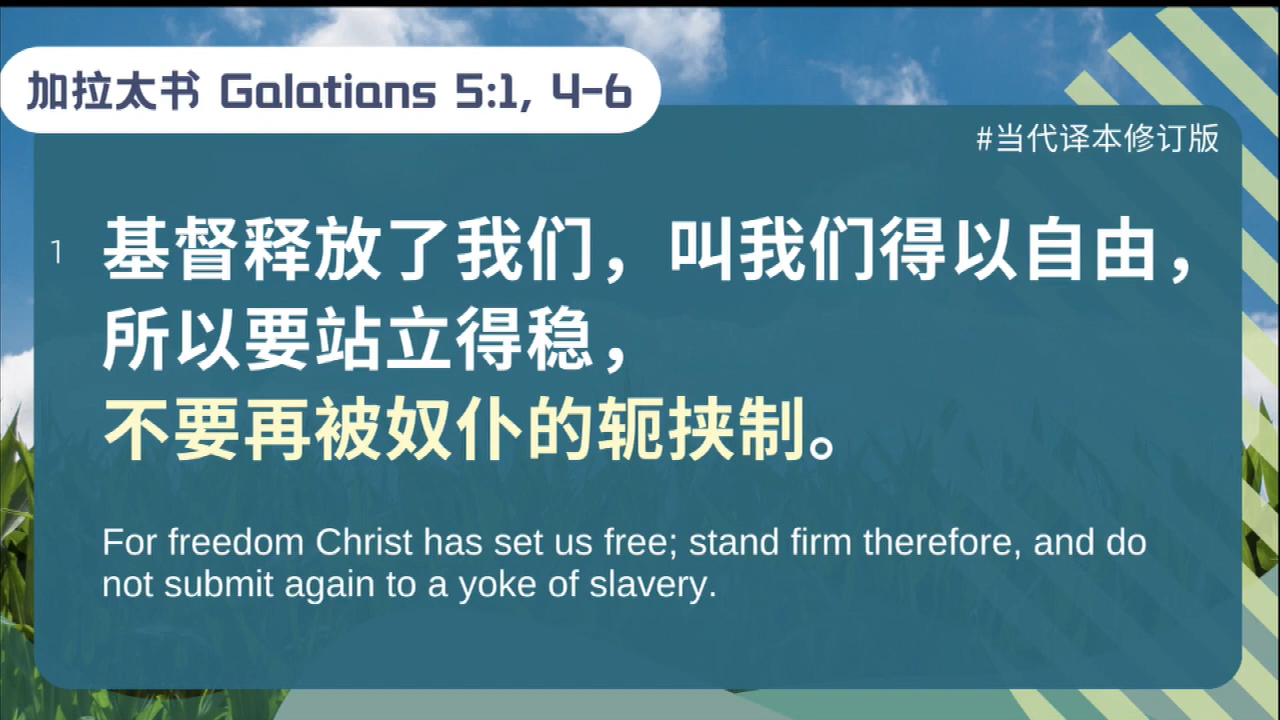 加拉太书 Galatians 5:1, 4-6
#当代译本修订版
1 基督释放了我们，叫我们得以自由，
所以要站立得稳，
不要再被奴仆的轭挟制。
For freedom Christ has set us free; stand firm therefore, and do
not submit again to a yoke of slavery.